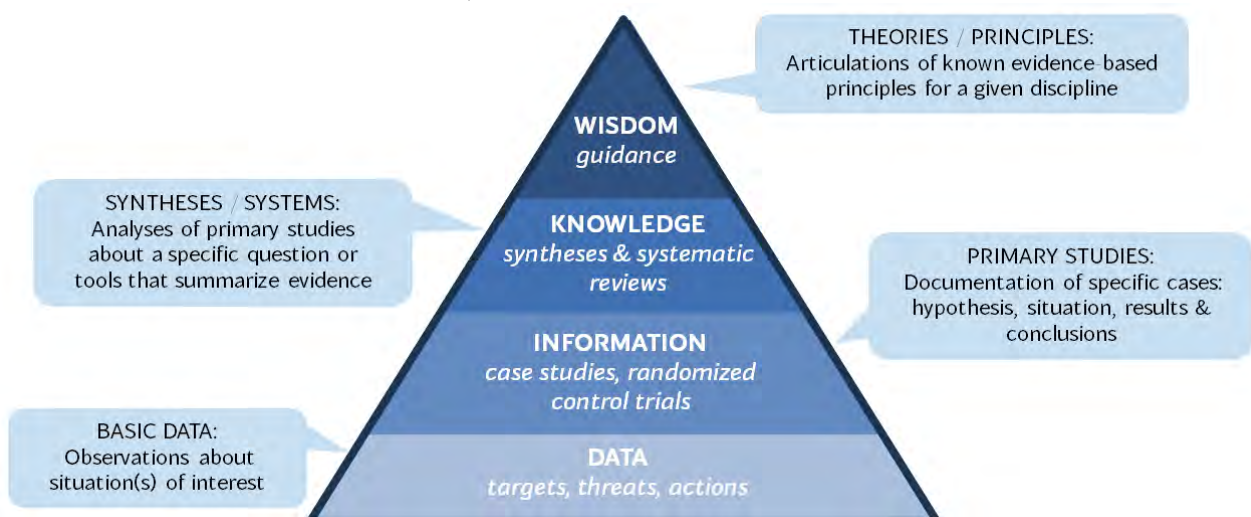 THEORIES / PRINCIPLES:
Articulations of known evidence-based
principles for a given discipline
WISDOM
guidance
SYNTHESES / SYSTEMS:
Analyses of primary studies
about a specific question or
tools that summarize evidence
KNOWLEDGE
syntheses & systematic
reviews
PRIMARY STUDIES:
Documentation of specific cases:
hypothesis, situation, results &
conclusions
INFORMATION
case studies, randomized
control trials
BASIC DATA:
Observations about
situation(s) of interest
DATA
targets, threats, actions